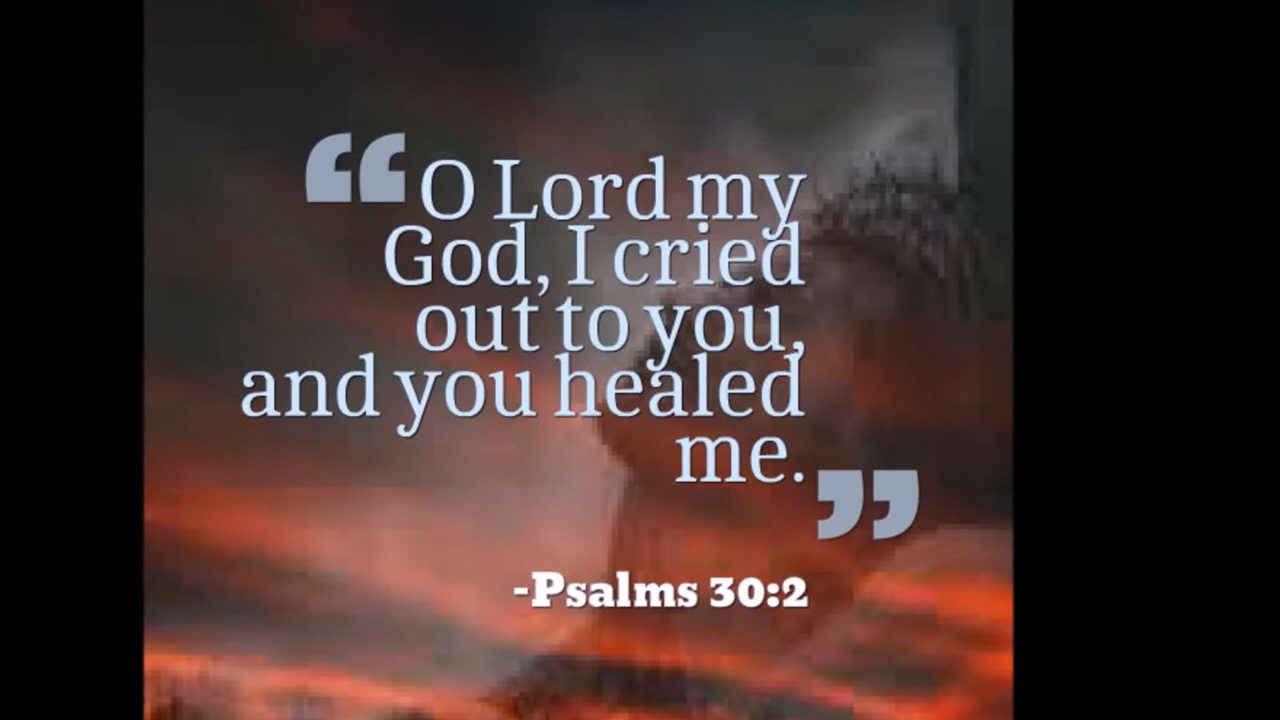 “O Lord my
God, I cried
out to you,
and you healed
me.”
-Psalms 30:2